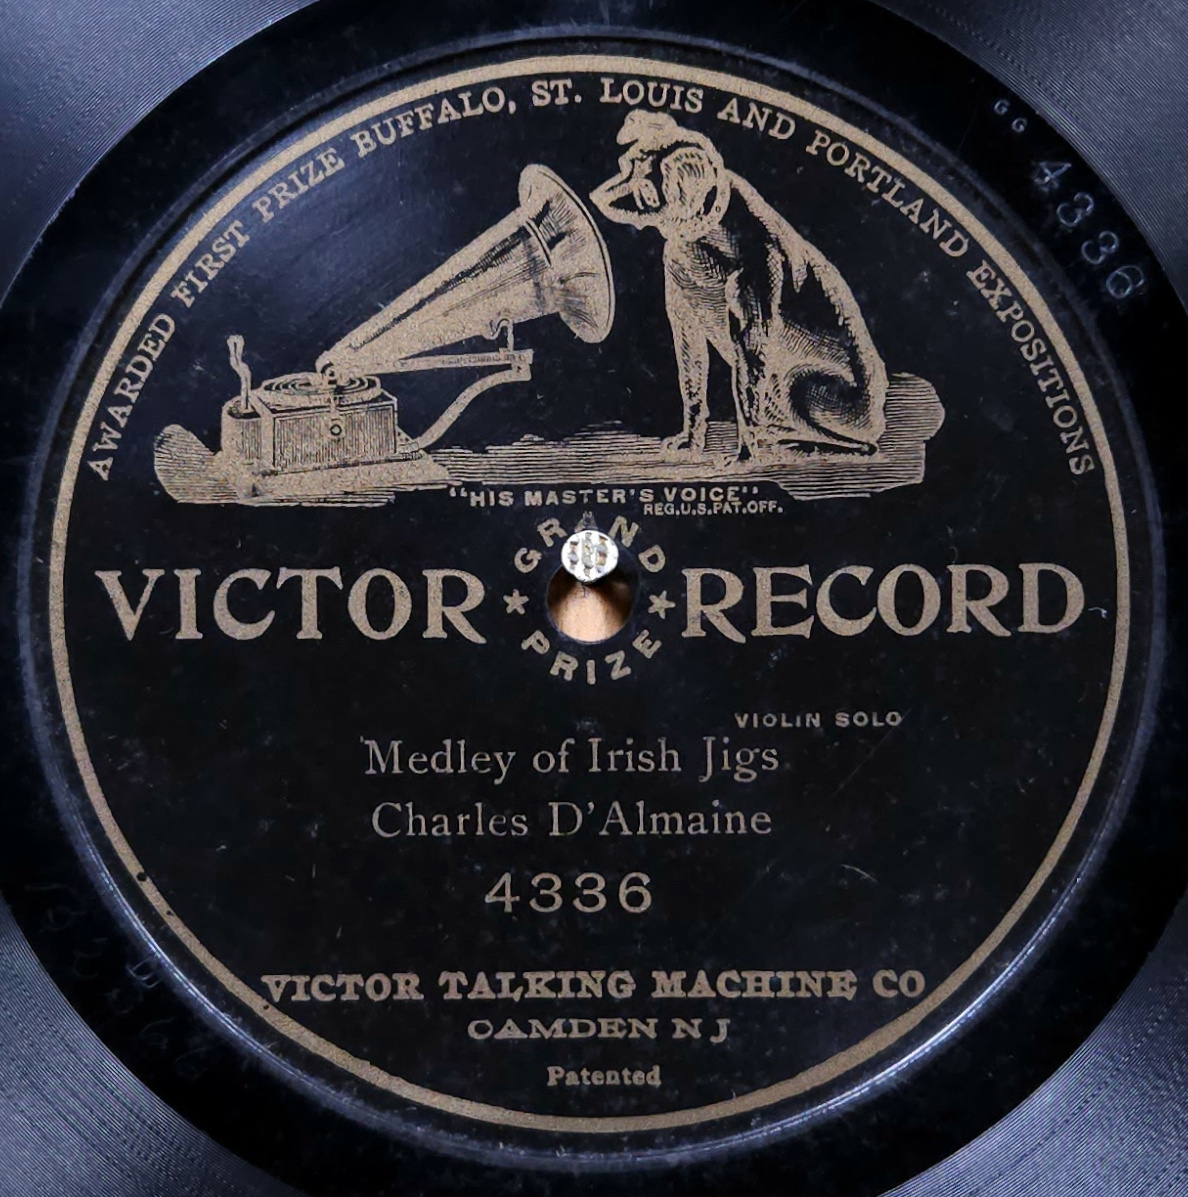 AWARDED FIRST PRIZE BUFFALO, ST. LOUIS AND PORTLAND EXPOSITIONS
GG 4336
"HIS MASTER'S VOICE"
REG.U.S.PAT.OFF.
GRAND
VICTOR RECORD
PRIZE
VIOLIN SOLO
Medley of Irish Jigs
Charles D'Almaine
4336
VICTOR TALKING MACHINE CO
CAMDEN N J
Patented